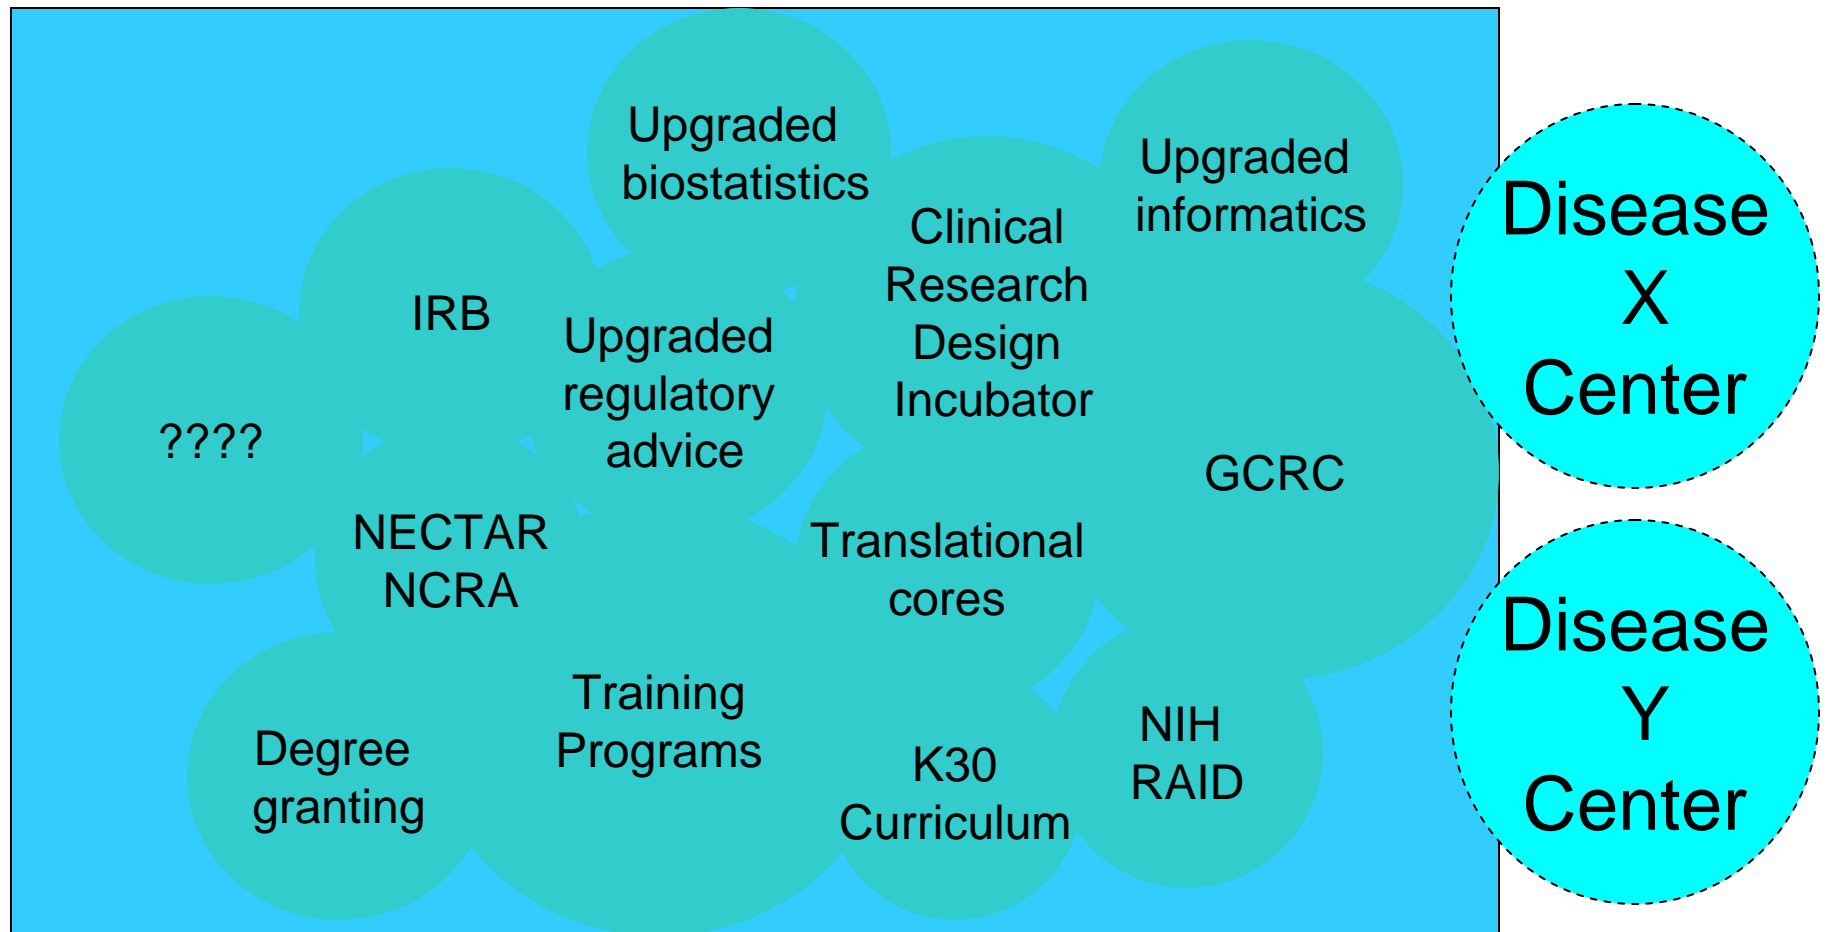 Upgraded
biostatistics
Upgraded
informatics
Clinical
Research
Design
Incubator
IRB
Upgraded
regulatory
advice
????
GCRC
NECTAR
NCRA
Translational
cores
Training
Programs
Degree
granting
K30
Curriculum
NIH
RAID
Disease
X
Center
Disease
Y
Center